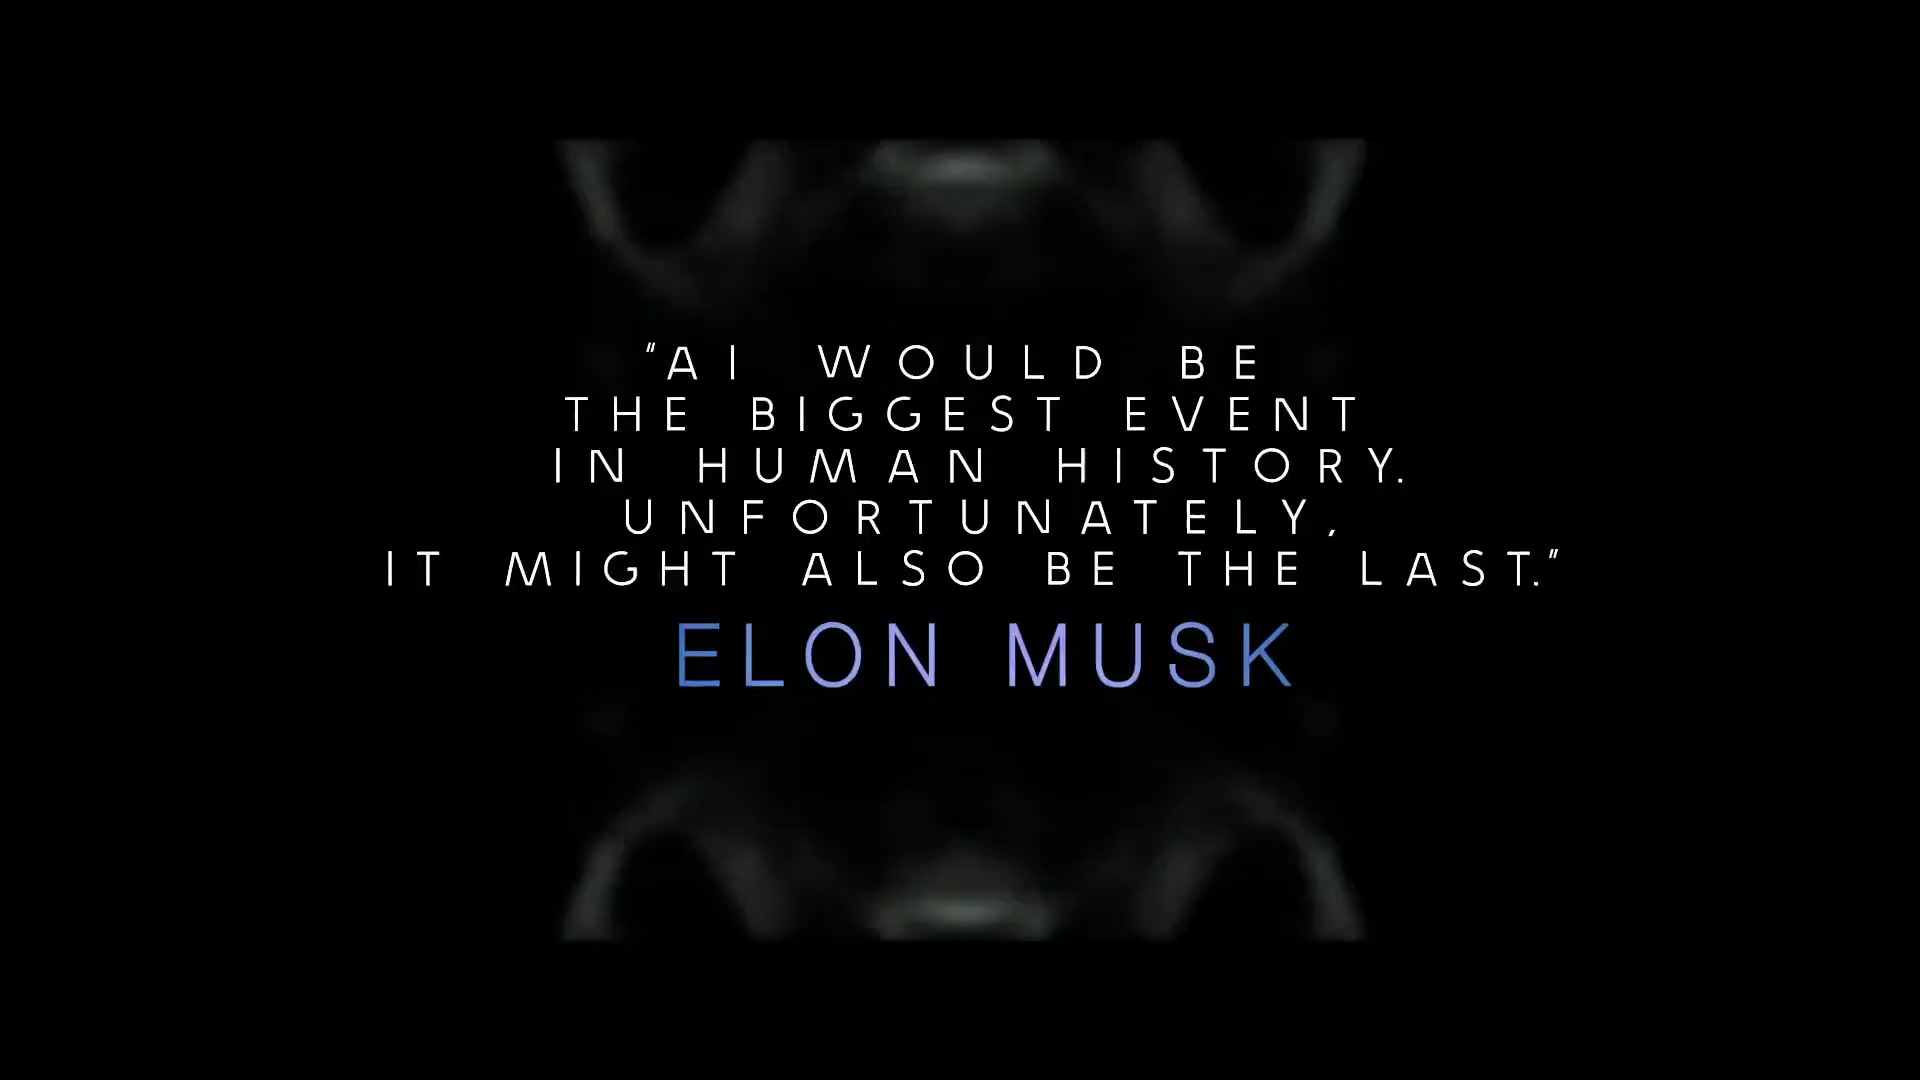 "AI WOULD BE
THE BIGGEST EVENT
IN HUMAN HISTORY.
UNFORTUNATELY,
IT MIGHT ALSO BE THE LAST."
ELON MUSK